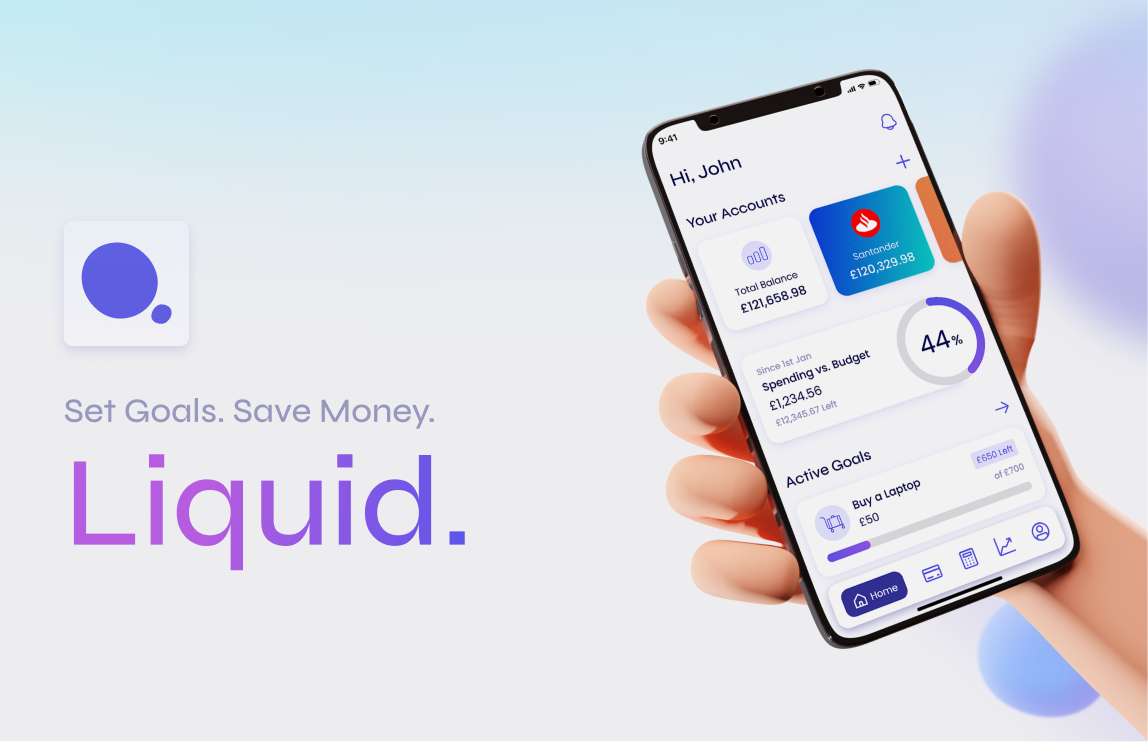 Set Goals. Save Money.
Liquid.
9:41
Hi, John
Your Accounts
Total Balance
£121,658.98
Santander
£120,329.98
Since 1st Jan
Spending vs. Budget
£1,234.56
£12,345.67 Left
44%
Active Goals
£650 Left
Buy a Laptop
of £700
£50
Home